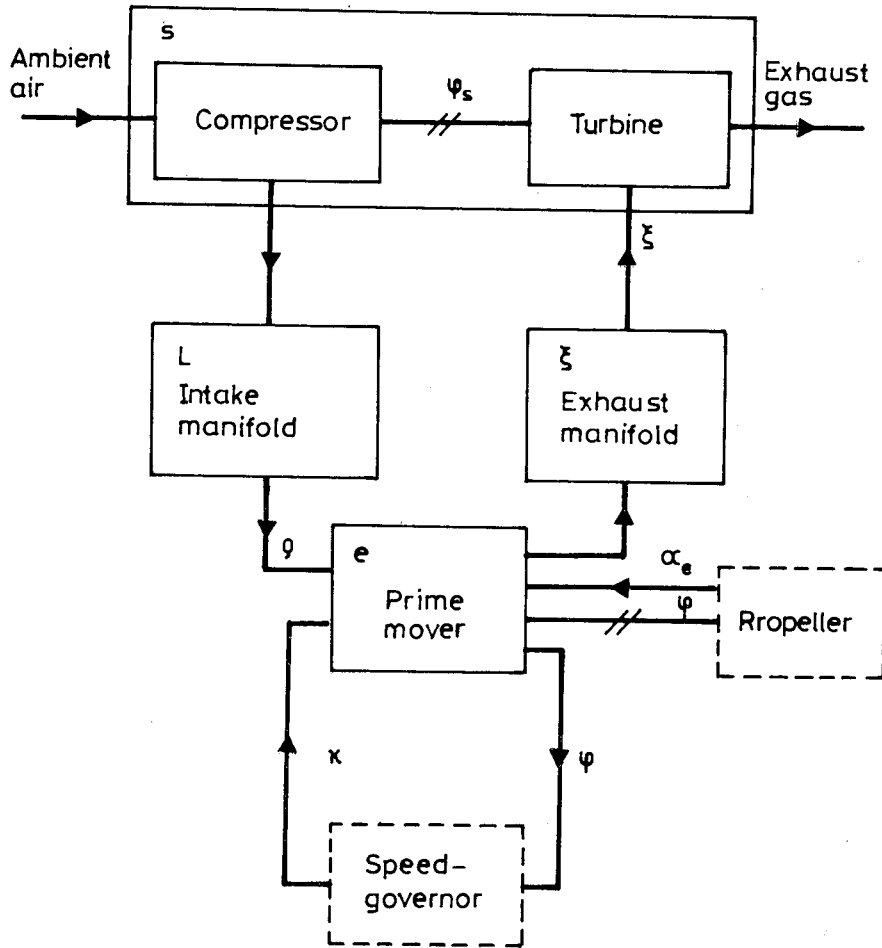 s
Ambient
air
Compressor
φₛ
Turbine
Exhaust
gas
ξ
L
Intake
manifold
ξ
Exhaust
manifold
ρ
e
Prime
mover
αₑ
φ
Rropeller
κ
φ
Speed-
governor